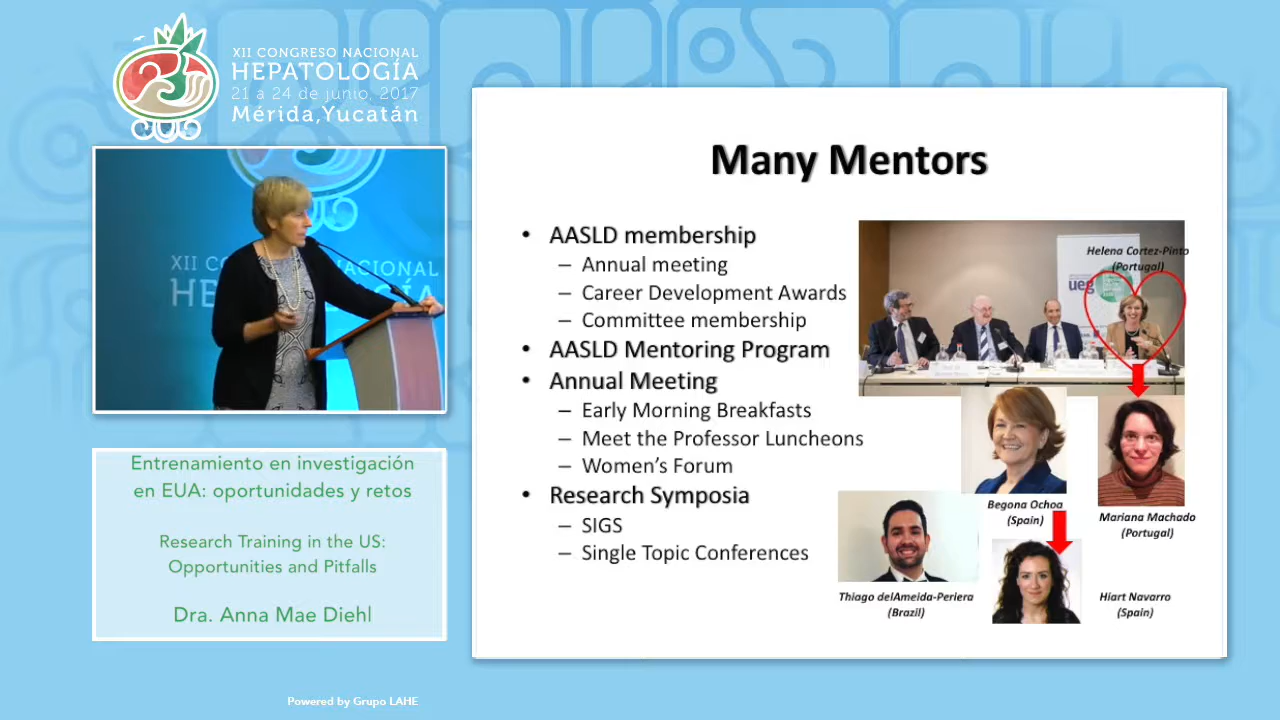 XII CONGRESO NACIONAL
HEPATOLOGÍA
21 a 24 de junio, 2017
Mérida,Yucatán
XII C
NACIONAL
HE
Entrenamiento en investigación
en EUA: oportunidades y retos
Research Training in the US:
Opportunities and Pitfalls
Dra. Anna Mae Diehl
Many Mentors
• AASLD membership
– Annual meeting
– Career Development Awards
– Committee membership
• AASLD Mentoring Program
• Annual Meeting
– Early Morning Breakfasts
– Meet the Professor Luncheons
– Women's Forum
• Research Symposia
– SIGS
– Single Topic Conferences
Helena Cortez-Pinto
(Portugal)
ueg
Begona Ochoa
(Spain)
Mariana Machado
(Portugal)
Thiago delAmeida-Periera
(Brazil)
Hiart Navarro
(Spain)
Powered by Grupo LAHE